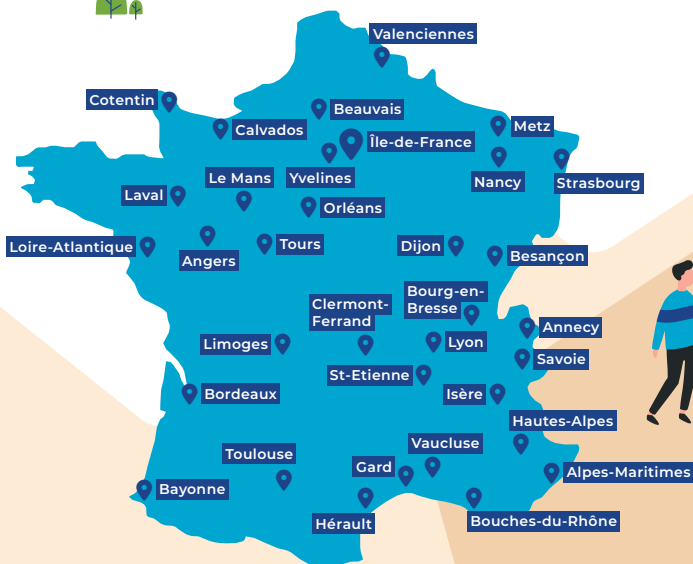 Valenciennes
Cotentin
Beauvais
Calvados
Metz
Île-de-France
Le Mans
Yvelines
Nancy
Strasbourg
Laval
Orléans
Loire-Atlantique
Tours
Dijon
Angers
Besançon
Bourg-en-
Bresse
Clermont-
Ferrand
Annecy
Limoges
Lyon
Savoie
St-Etienne
Bordeaux
Isère
Hautes-Alpes
Vaucluse
Toulouse
Gard
Alpes-Maritimes
Bayonne
Hérault
Bouches-du-Rhône